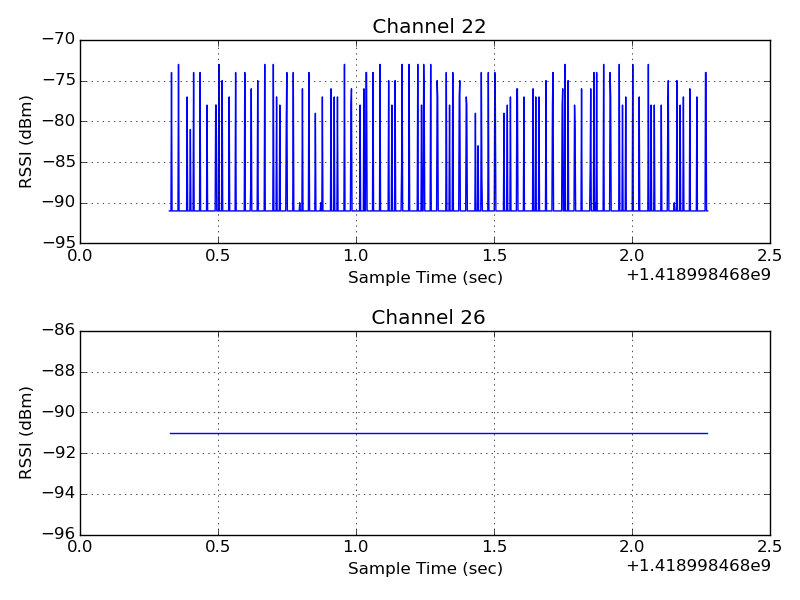 Channel 22
−70
−75
−80
−85
−90
−95
RSSI (dBm)
0.0 0.5 1.0 1.5 2.0 2.5
Sample Time (sec)
+1.418998468e9
Channel 26
−86
−88
−90
−92
−94
−96
RSSI (dBm)
0.0 0.5 1.0 1.5 2.0 2.5
Sample Time (sec)
+1.418998468e9